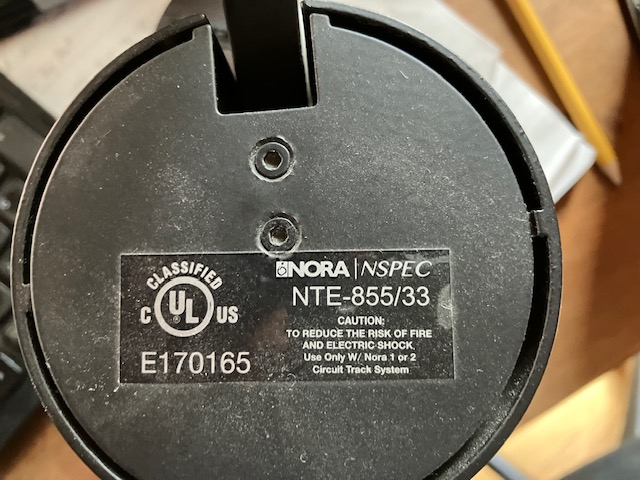 NORA | NSPEC
NTE-855/33
CAUTION:
TO REDUCE THE RISK OF FIRE
AND ELECTRIC SHOCK,
Use Only W/ Nora 1 or 2
Circuit Track System.
CLASSIFIED
C UL US
E170165